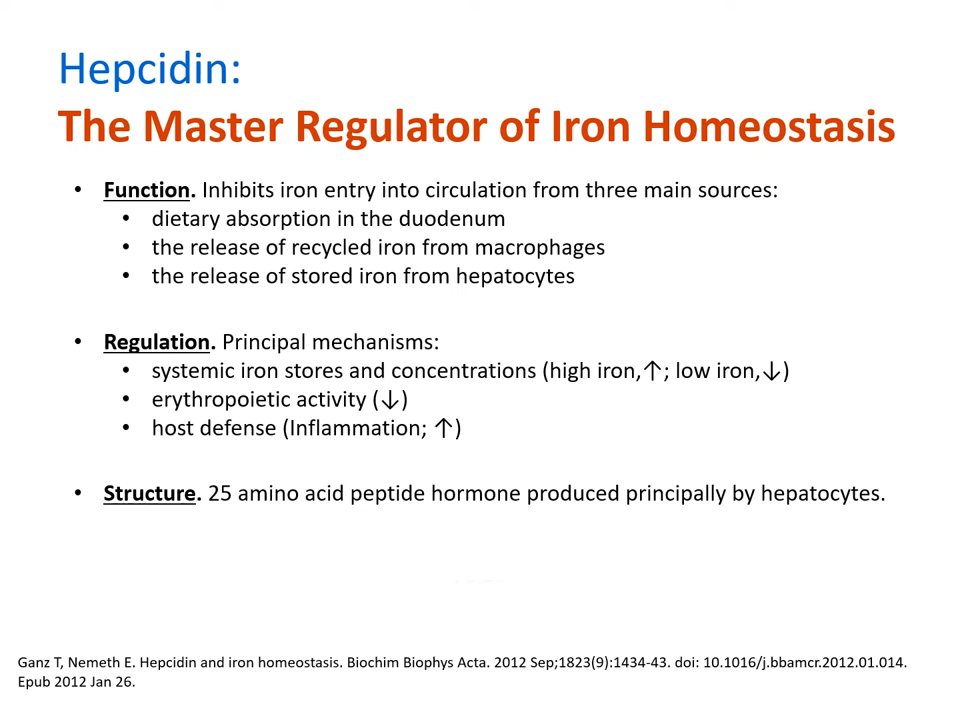 Hepcidin:
The Master Regulator of Iron Homeostasis
• Function. Inhibits iron entry into circulation from three main sources:
• dietary absorption in the duodenum
• the release of recycled iron from macrophages
• the release of stored iron from hepatocytes
• Regulation. Principal mechanisms:
• systemic iron stores and concentrations (high iron,↑; low iron,↓)
• erythropoietic activity (↓)
• host defense (Inflammation; ↑)
• Structure. 25 amino acid peptide hormone produced principally by hepatocytes.
Ganz T, Nemeth E. Hepcidin and iron homeostasis. Biochim Biophys Acta. 2012 Sep;1823(9):1434-43. doi: 10.1016/j.bbamcr.2012.01.014.
Epub 2012 Jan 26.